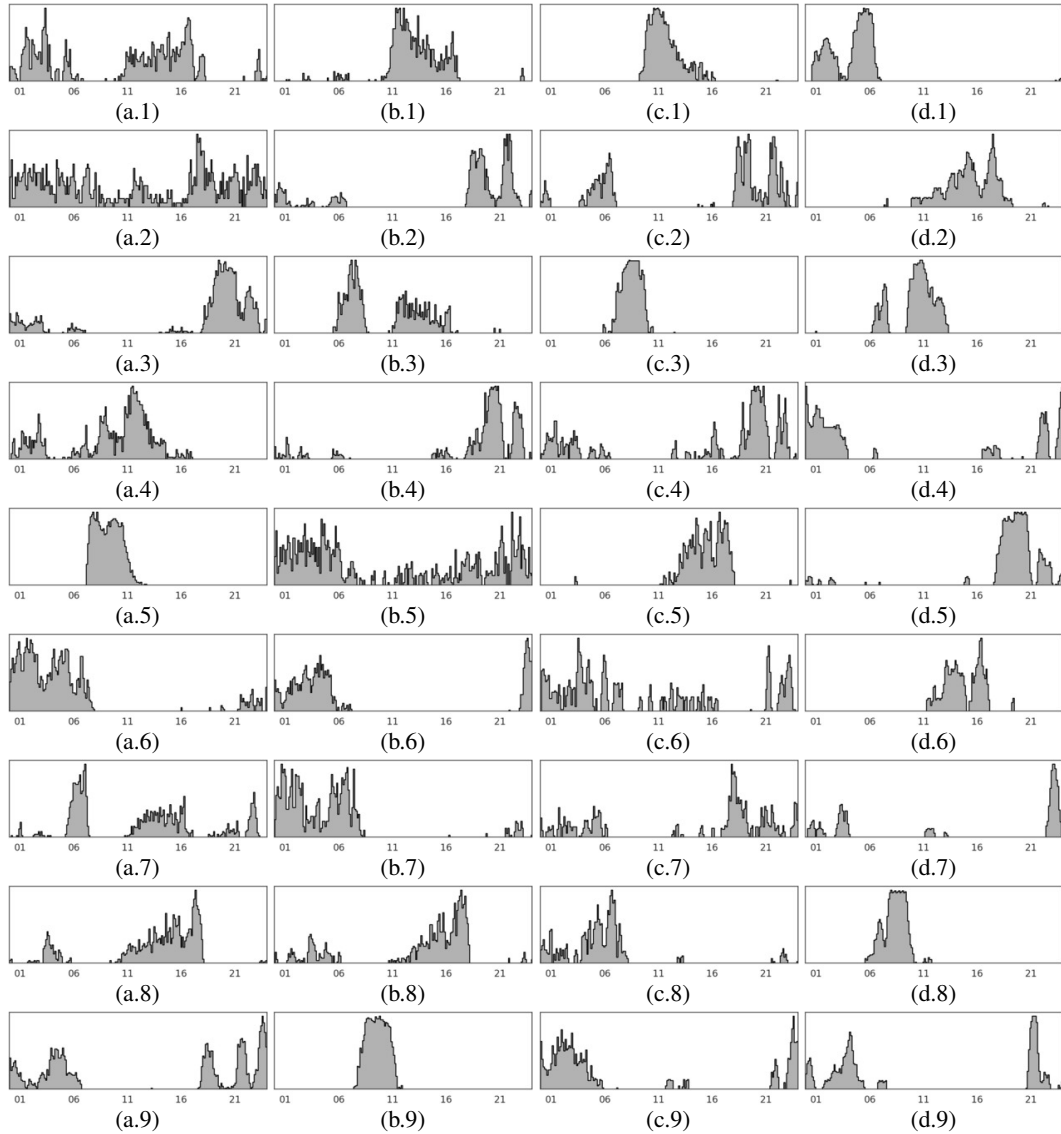 01 06 11 16 21 01 06 11 16 21 01 06 11 16 21 01 06 11 16 21
(a.1) (b.1) (c.1) (d.1)
01 06 11 16 21 01 06 11 16 21 01 06 11 16 21 01 06 11 16 21
(a.2) (b.2) (c.2) (d.2)
01 06 11 16 21 01 06 11 16 21 01 06 11 16 21 01 06 11 16 21
(a.3) (b.3) (c.3) (d.3)
01 06 11 16 21 01 06 11 16 21 01 06 11 16 21 01 06 11 16 21
(a.4) (b.4) (c.4) (d.4)
01 06 11 16 21 01 06 11 16 21 01 06 11 16 21 01 06 11 16 21
(a.5) (b.5) (c.5) (d.5)
01 06 11 16 21 01 06 11 16 21 01 06 11 16 21 01 06 11 16 21
(a.6) (b.6) (c.6) (d.6)
01 06 11 16 21 01 06 11 16 21 01 06 11 16 21 01 06 11 16 21
(a.7) (b.7) (c.7) (d.7)
01 06 11 16 21 01 06 11 16 21 01 06 11 16 21 01 06 11 16 21
(a.8) (b.8) (c.8) (d.8)
01 06 11 16 21 01 06 11 16 21 01 06 11 16 21 01 06 11 16 21
(a.9) (b.9) (c.9) (d.9)